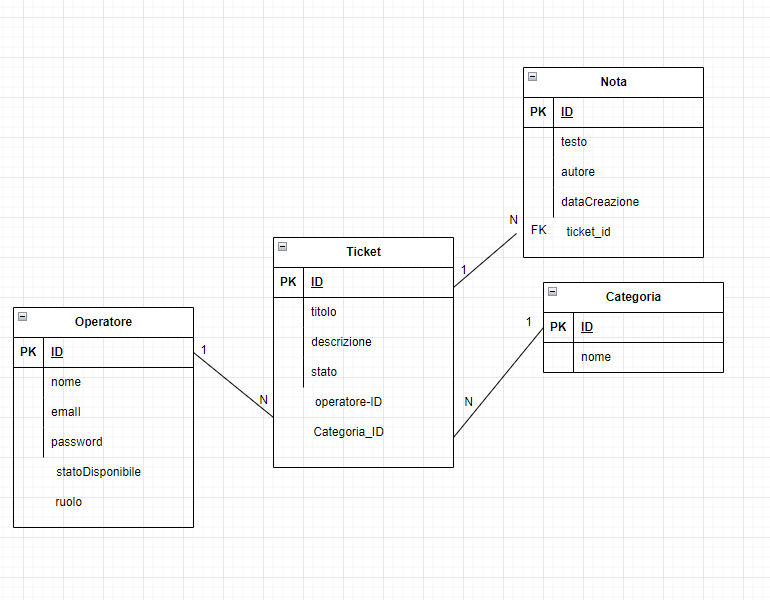 Nota
PK ID
testo
autore
dataCreazione
FK ticket_id
N
1
Ticket
PK ID
titolo
descrizione
stato
operatore-ID
Categoria_ID
Categoria
PK ID
nome
1
N
Operatore
PK ID
nome
emall
password
statoDisponibile
ruolo
1
N